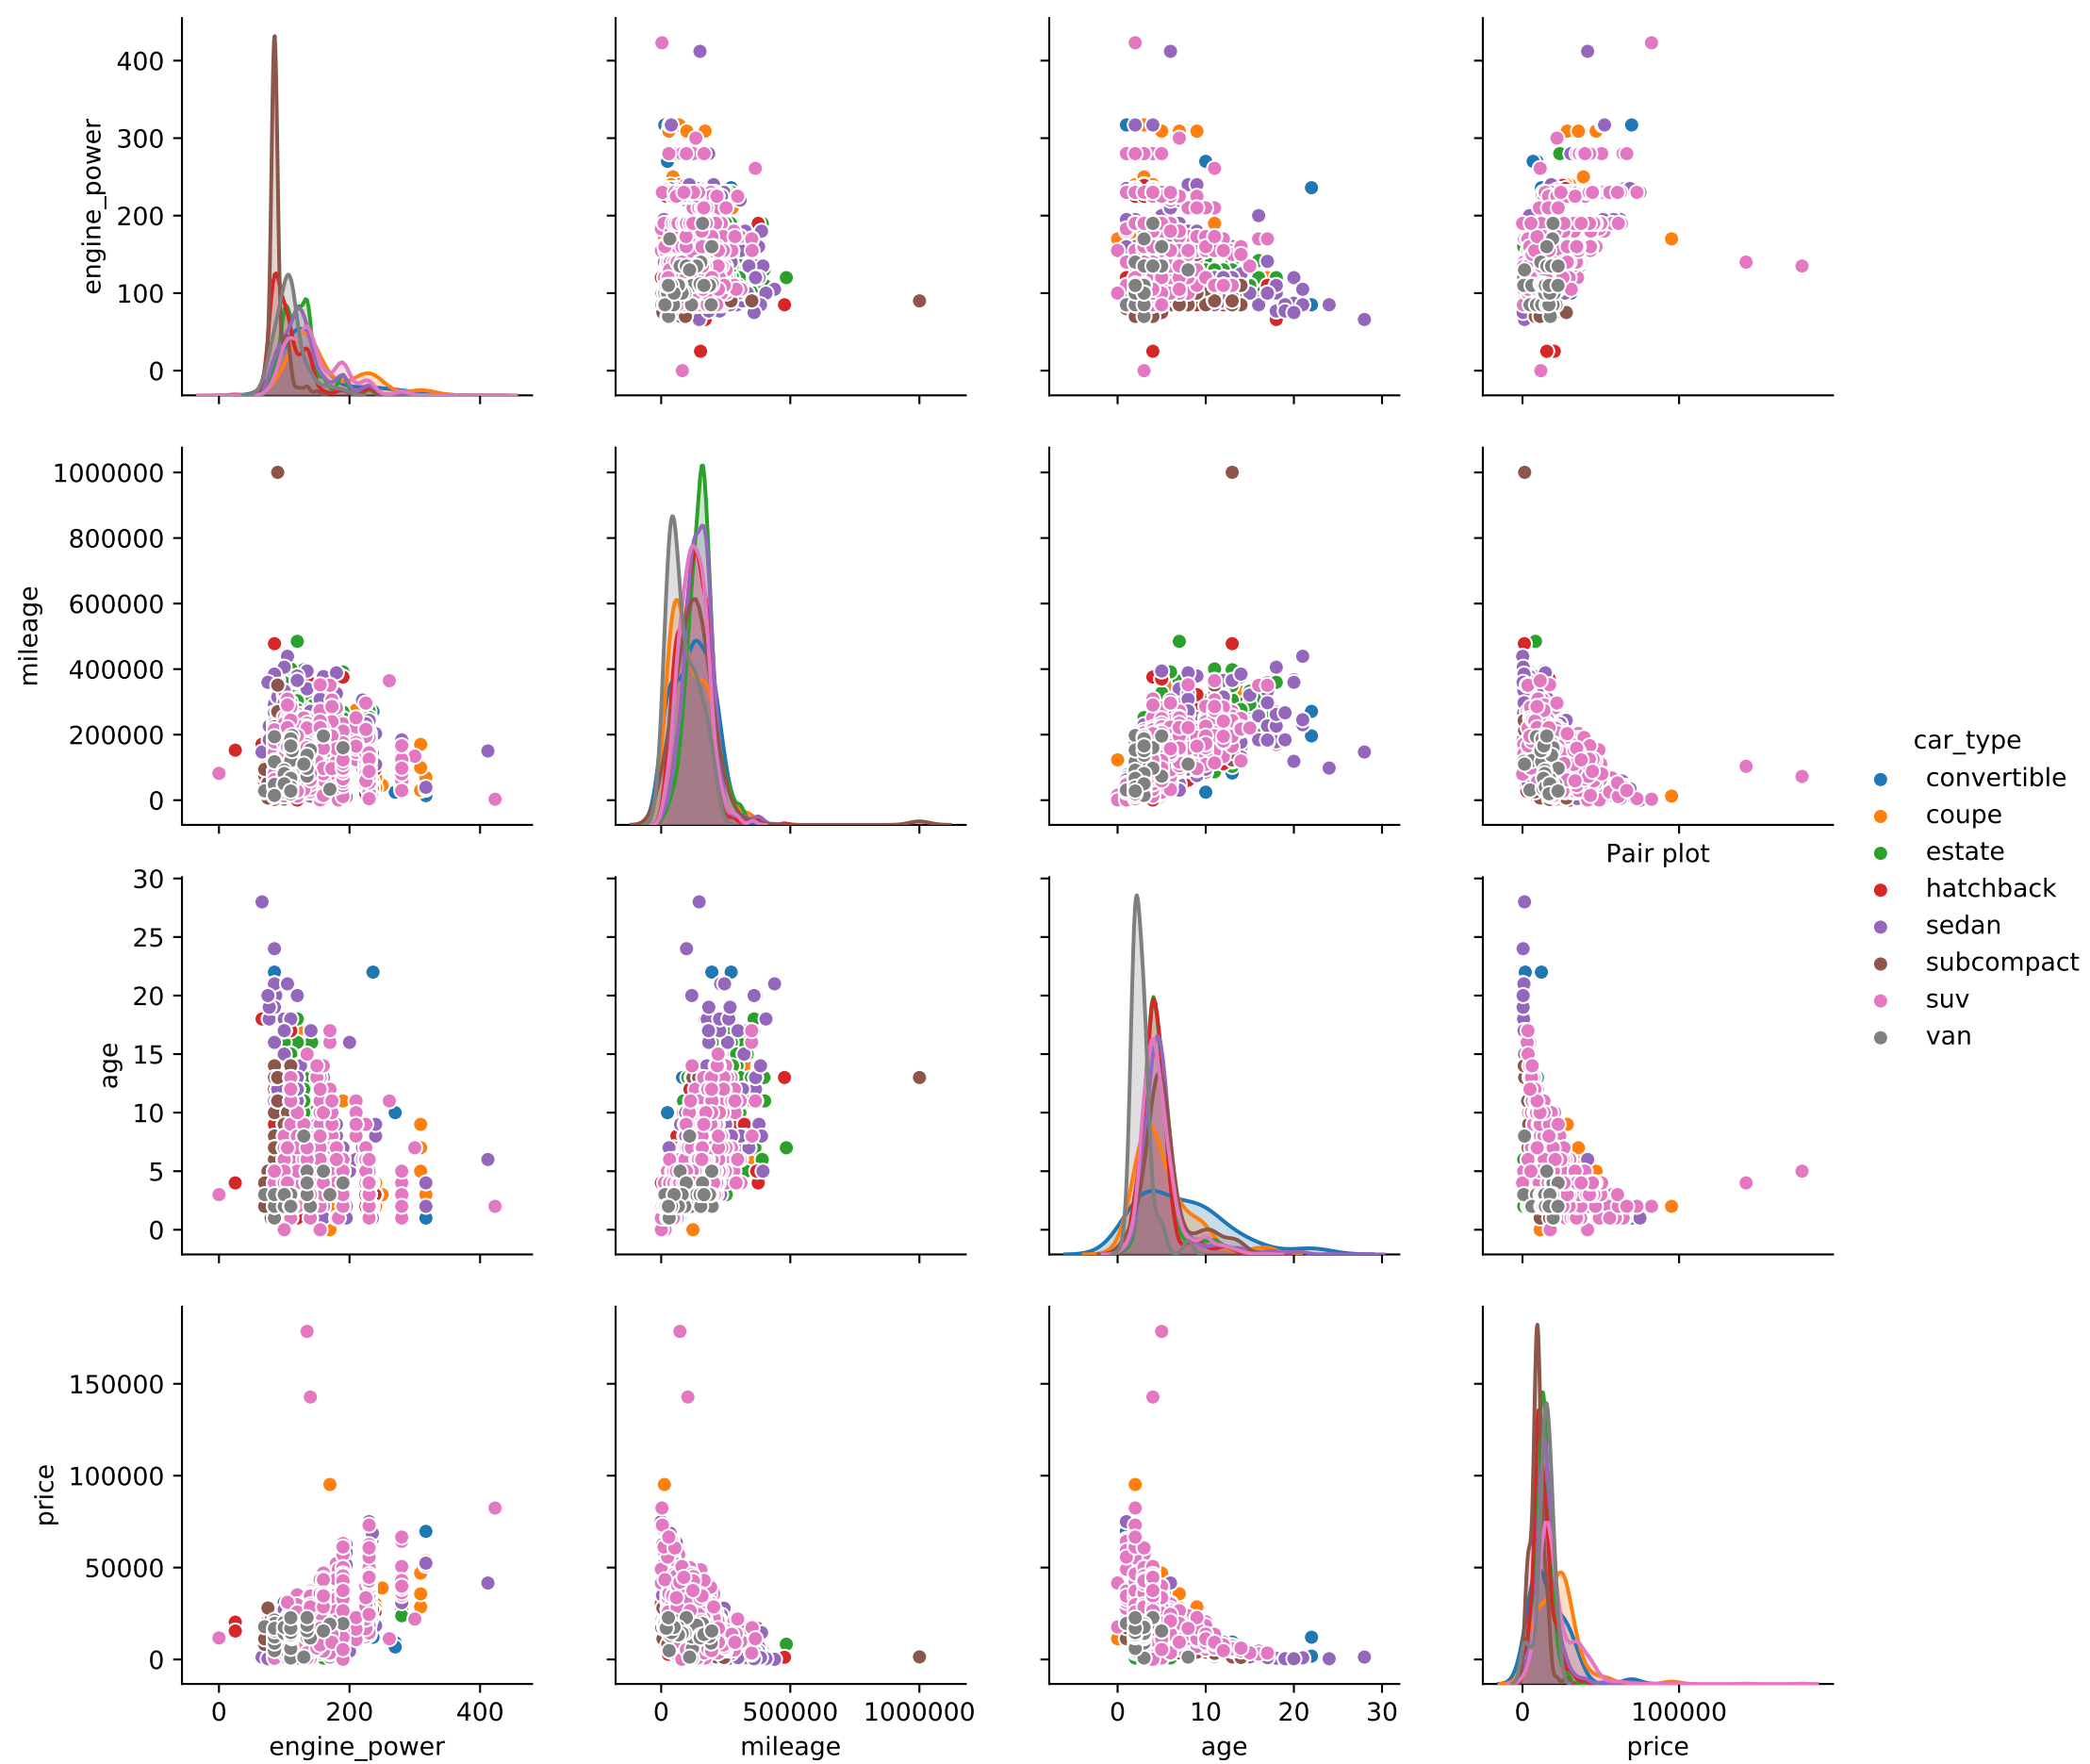 400
300
200
100
0
engine_power
1000000
800000
600000
400000
200000
0
mileage
Pair plot
30
25
20
15
10
5
0
age
150000
100000
50000
0
price
0 200 400
engine_power
0 500000 1000000
mileage
0 10 20 30
age
0 100000
price
car_type
convertible
coupe
estate
hatchback
sedan
subcompact
suv
van